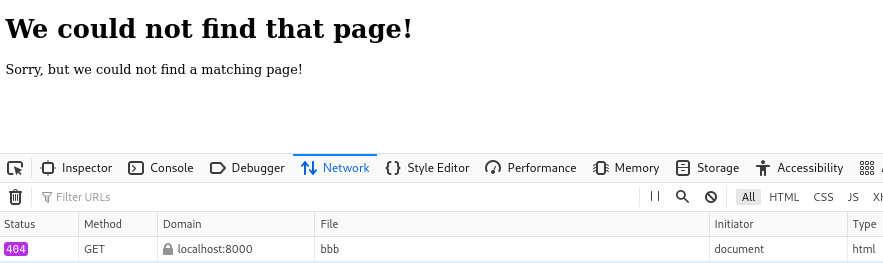 We could not find that page!
Sorry, but we could not find a matching page!
Inspector Console Debugger Network Style Editor Performance Memory Storage Accessibility
Filter URLs All HTML CSS JS
Status Method Domain File Initiator Type
404 GET localhost:8000 bbb document html